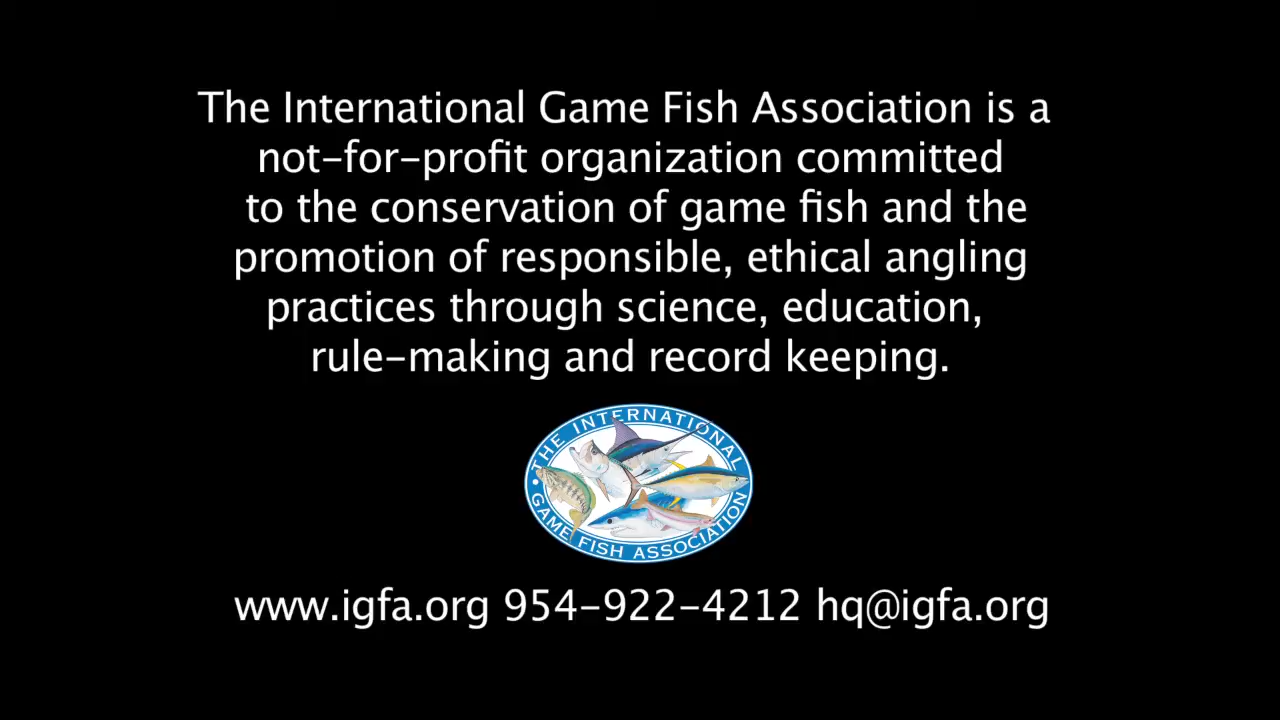 The International Game Fish Association is a
not-for-profit organization committed
to the conservation of game fish and the
promotion of responsible, ethical angling
practices through science, education,
rule-making and record keeping.
THE INTERNATIONAL
GAME FISH ASSOCIATION
www.igfa.org 954-922-4212 hq@igfa.org